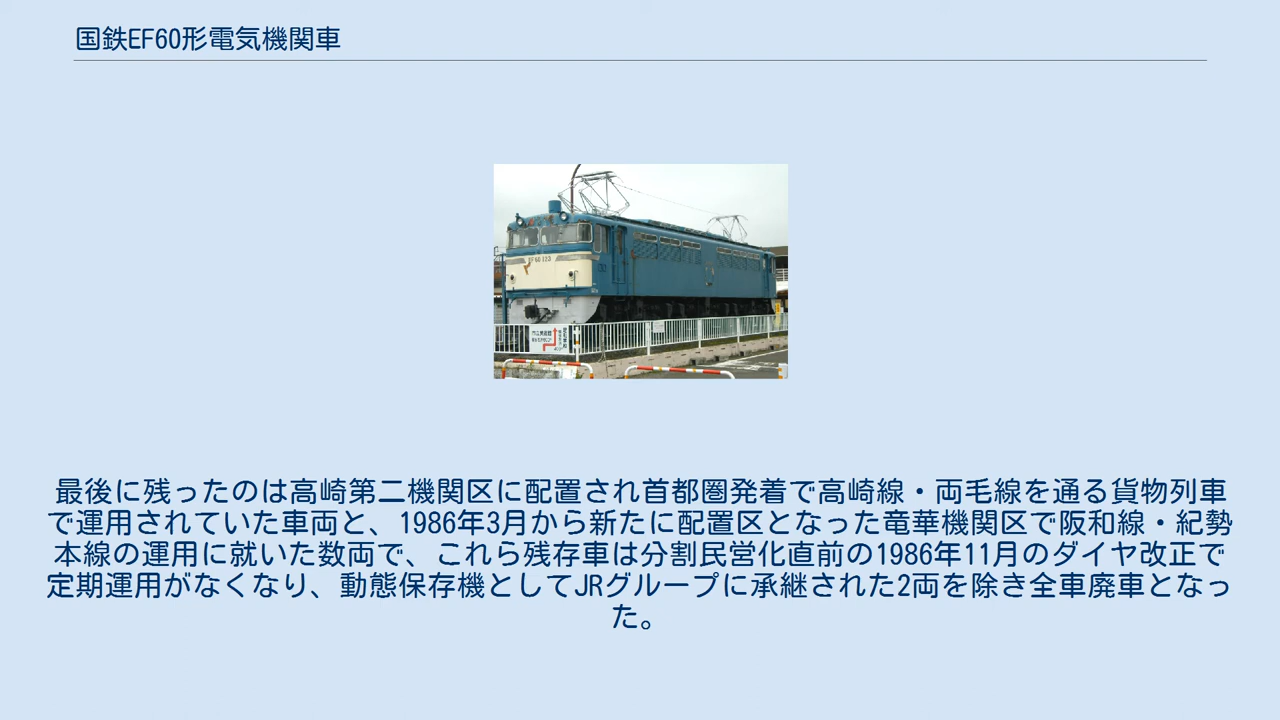 国鉄EF60形電気機関車
EF60 123
最後に残ったのは高崎第二機関区に配置され首都圏発着で高崎線・両毛線を通る貨物列車
で運用されていた車両と、1986年3月から新たに配置区となった竜華機関区で阪和線・紀勢
本線の運用に就いた数両で、これら残存車は分割民営化直前の1986年11月のダイヤ改正で
定期運用がなくなり、動態保存機としてJRグループに承継された2両を除き全車廃車となっ
た。